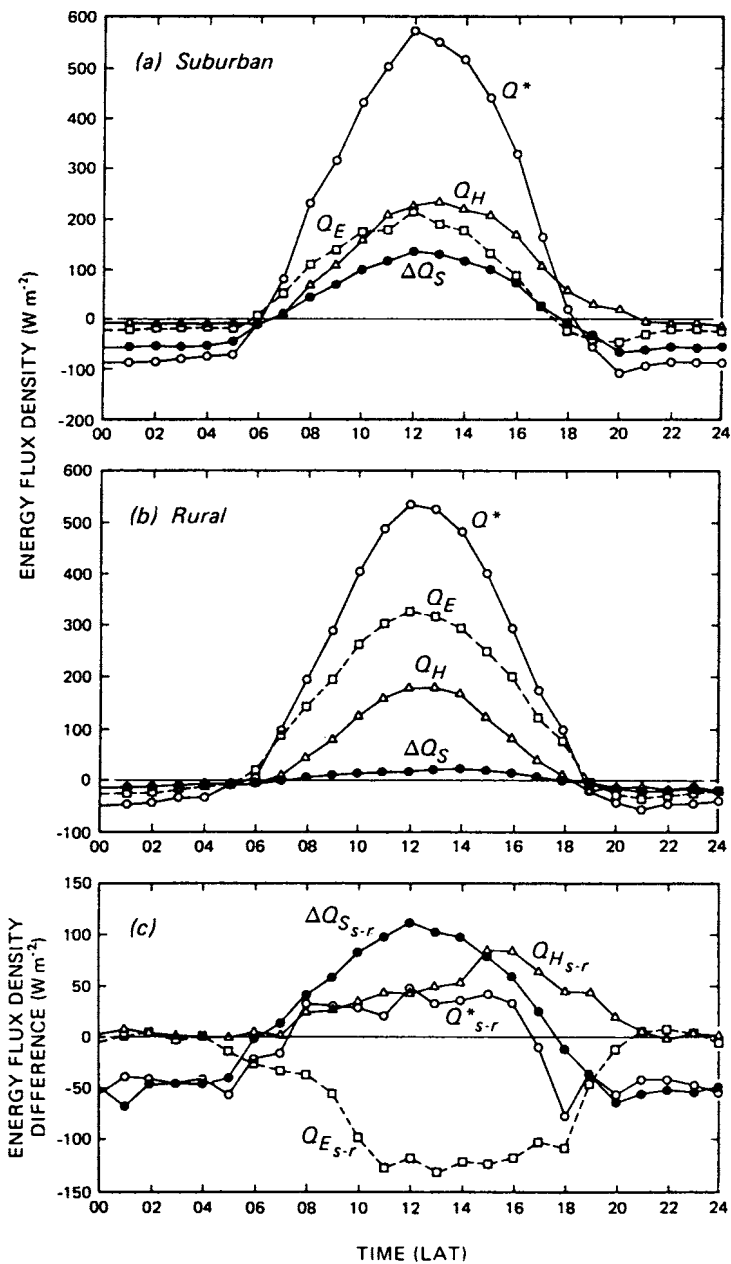 ENERGY FLUX DENSITY (W m⁻²)
600
500
400
300
200
100
0
-100
-200
(a) Suburban
Q*
Q_H
Q_E
ΔQ_S
00 02 04 06 08 10 12 14 16 18 20 22 24
600
500
400
300
200
100
0
-100
(b) Rural
Q*
Q_E
Q_H
ΔQ_S
00 02 04 06 08 10 12 14 16 18 20 22 24
ENERGY FLUX DENSITY
DIFFERENCE (W m⁻²)
150
100
50
0
-50
-100
-150
(c)
ΔQ_S s-r
Q_H s-r
Q* s-r
Q_E s-r
00 02 04 06 08 10 12 14 16 18 20 22 24
TIME (LAT)